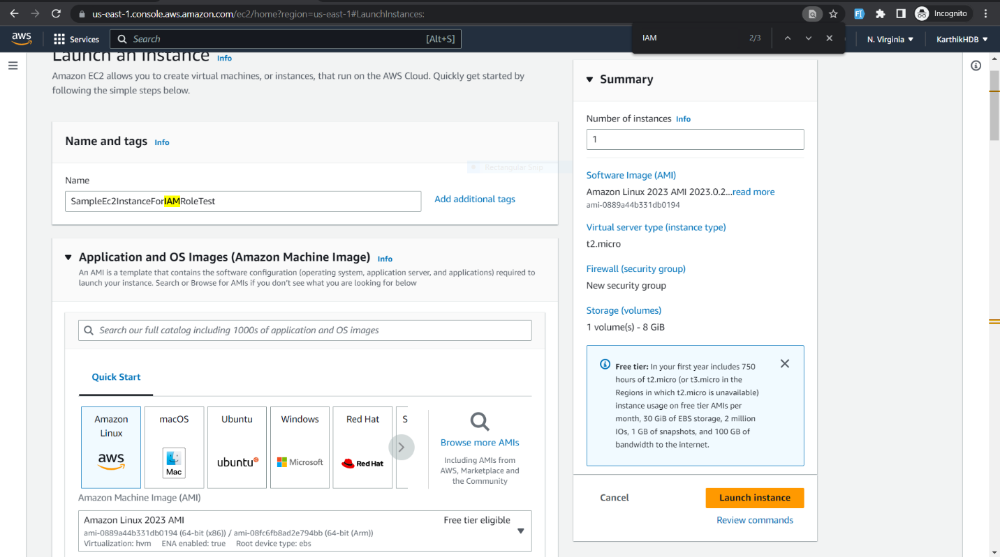 us-east-1.console.aws.amazon.com/ec2/home?region=us-east-1#LaunchInstances:
Incognito
aws
Services
Search
[Alt+S]
IAM
2/3
N. Virginia
KarthikHDB
Launch an instance Info
Amazon EC2 allows you to create virtual machines, or instances, that run on the AWS Cloud. Quickly get started by
following the simple steps below.
Name and tags Info
Rectangular Snip
Name
SampleEc2InstanceForIAMRoleTest
Add additional tags
Application and OS Images (Amazon Machine Image) Info
An AMI is a template that contains the software configuration (operating system, application server, and applications) required to
launch your instance. Search or Browse for AMIs if you don't see what you are looking for below
Search our full catalog including 1000s of application and OS images
Quick Start
Amazon
Linux
aws
macOS
Mac
Ubuntu
ubuntu
Windows
Microsoft
Red Hat
Red Hat
S
Browse more AMIs
Including AMIs from
AWS, Marketplace and
the Community
Amazon Machine Image (AMI)
Amazon Linux 2023 AMI
Free tier eligible
ami-0889a44b331db0194 (64-bit (x86)) / ami-08fc6fb8ad2e794bb (64-bit (Arm))
Virtualization: hvm ENA enabled: true Root device type: ebs
Summary
Number of instances Info
1
Software Image (AMI)
Amazon Linux 2023 AMI 2023.0.2...read more
ami-0889a44b331db0194
Virtual server type (instance type)
t2.micro
Firewall (security group)
New security group
Storage (volumes)
1 volume(s) - 8 GiB
Free tier: In your first year includes 750
hours of t2.micro (or t3.micro in the
Regions in which t2.micro is unavailable)
instance usage on free tier AMIs per
month, 30 GiB of EBS storage, 2 million
IOs, 1 GB of snapshots, and 100 GB of
bandwidth to the internet.
Cancel
Launch instance
Review commands